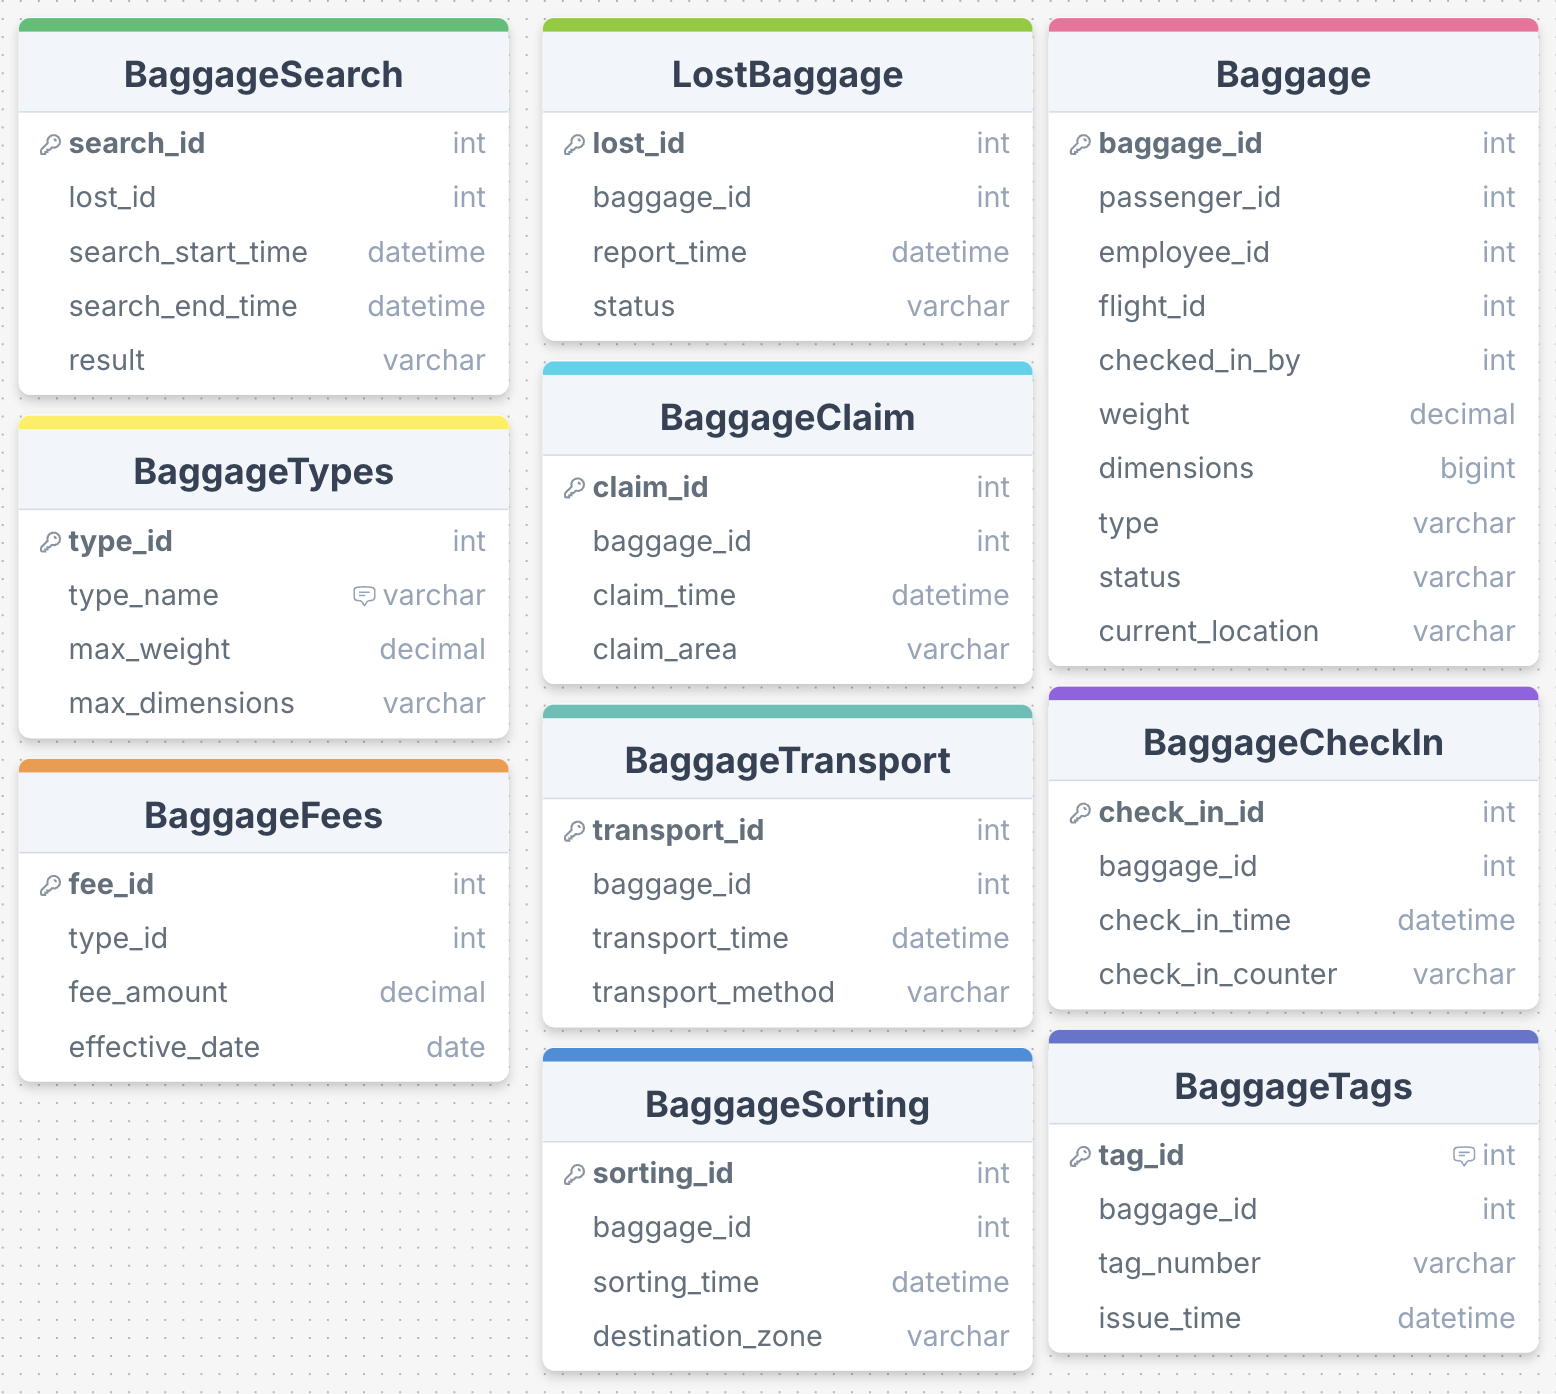 BaggageSearch
search_id int
lost_id int
search_start_time datetime
search_end_time datetime
result varchar
BaggageTypes
type_id int
type_name varchar
max_weight decimal
max_dimensions varchar
BaggageFees
fee_id int
type_id int
fee_amount decimal
effective_date date
LostBaggage
lost_id int
baggage_id int
report_time datetime
status varchar
BaggageClaim
claim_id int
baggage_id int
claim_time datetime
claim_area varchar
BaggageTransport
transport_id int
baggage_id int
transport_time datetime
transport_method varchar
BaggageSorting
sorting_id int
baggage_id int
sorting_time datetime
destination_zone varchar
Baggage
baggage_id int
passenger_id int
employee_id int
flight_id int
checked_in_by int
weight decimal
dimensions bigint
type varchar
status varchar
current_location varchar
BaggageCheckIn
check_in_id int
baggage_id int
check_in_time datetime
check_in_counter varchar
BaggageTags
tag_id int
baggage_id int
tag_number varchar
issue_time datetime